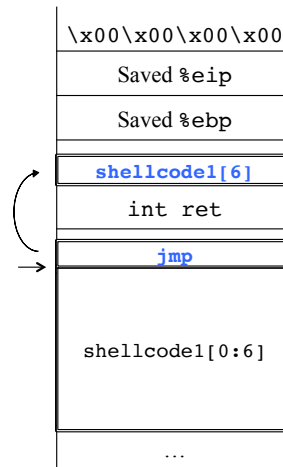 \x00\x00\x00\x00
Saved %eip
Saved %ebp
shellcode1[6]
int ret
jmp
shellcode1[0:6]
…